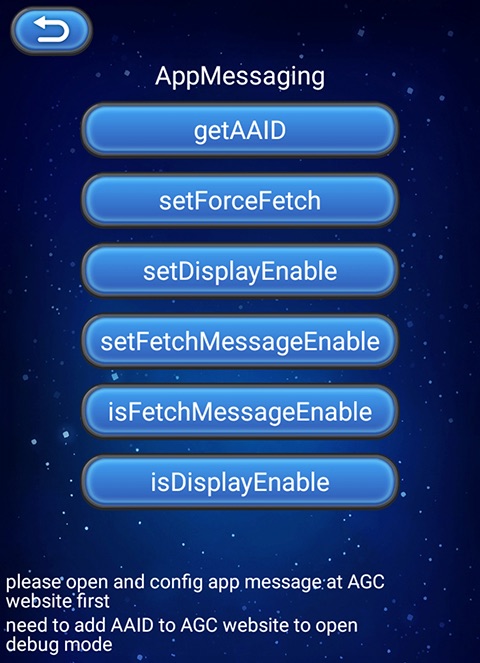 AppMessaging
getAAID
setForceFetch
setDisplayEnable
setFetchMessageEnable
isFetchMessageEnable
isDisplayEnable
please open and config app message at AGC
website first
need to add AAID to AGC website to open
debug mode